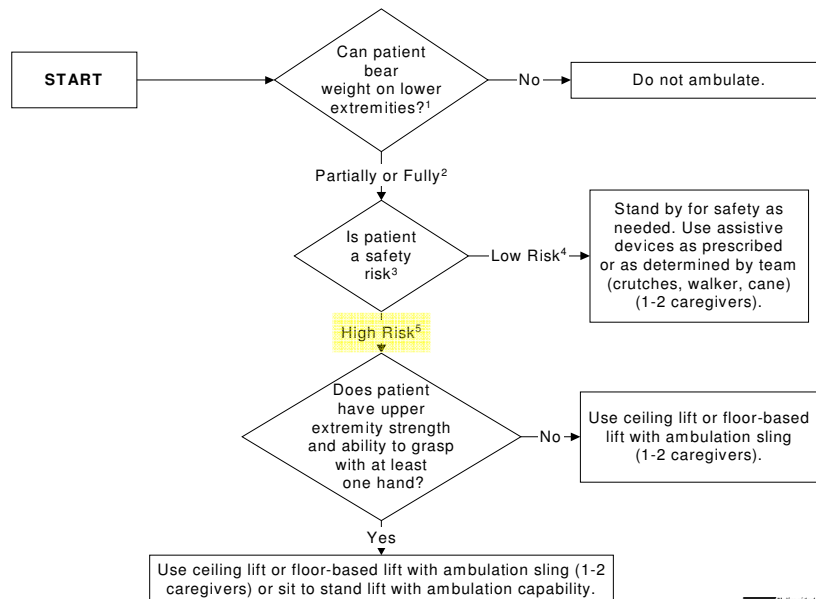 START
Can patient
bear
weight on lower
extremities?¹
No
Do not ambulate.
Partially or Fully²
Is patient
a safety
risk³
Low Risk⁴
Stand by for safety as
needed. Use assistive
devices as prescribed
or as determined by team
(crutches, walker, cane)
(1-2 caregivers).
High Risk⁵
Does patient
have upper
extremity strength
and ability to grasp
with at least
one hand?
No
Use ceiling lift or floor-based
lift with ambulation sling
(1-2 caregivers).
Yes
Use ceiling lift or floor-based lift with ambulation sling (1-2
caregivers) or sit to stand lift with ambulation capability.